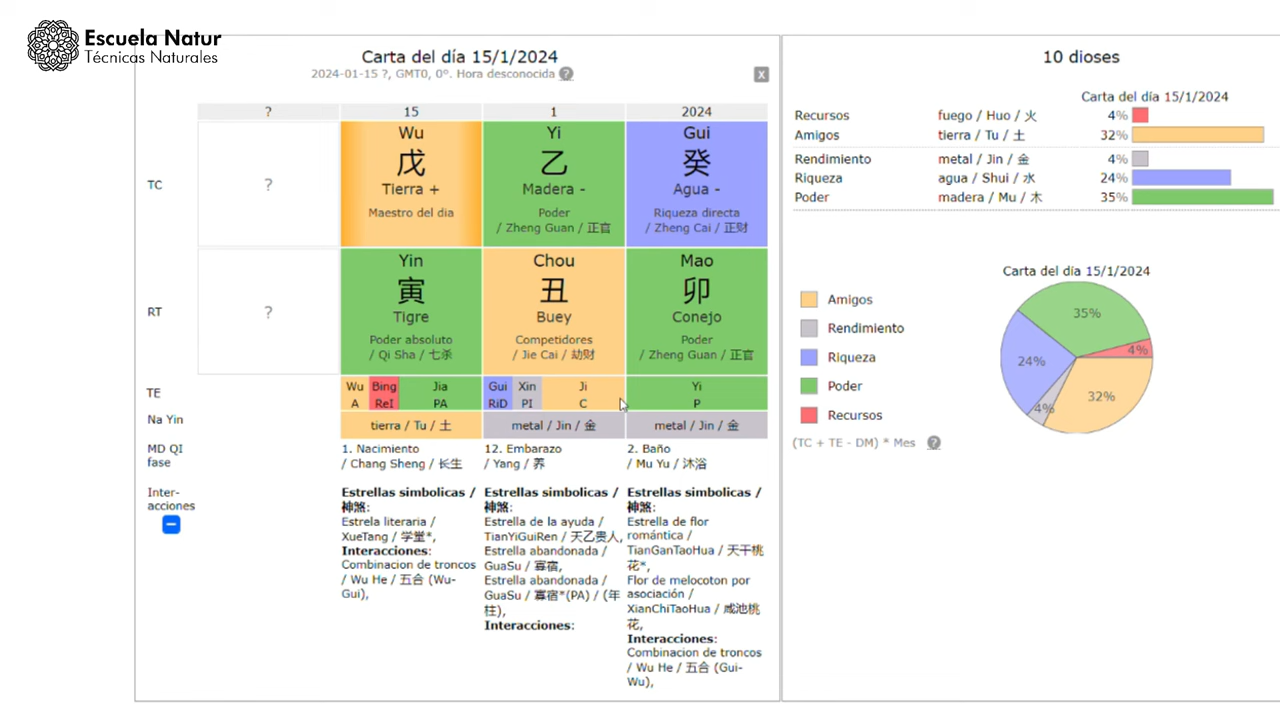 Escuela Natur
Técnicas Naturales
Carta del día 15/1/2024
2024-01-15 ?, GMT0, 0º. Hora desconocida ?
X
? 15 1 2024
TC
?
Wu
戊
Tierra +
Maestro del dia
Yi
乙
Madera -
Poder
/ Zheng Guan / 正官
Gui
癸
Agua -
Riqueza directa
/ Zheng Cai / 正财
RT
?
Yin
寅
Tigre
Poder absoluto
/ Qi Sha / 七杀
Chou
丑
Buey
Competidores
/ Jie Cai / 劫财
Mao
卯
Conejo
Poder
/ Zheng Guan / 正官
TE
Wu Bing Jia
A ReI PA
Gui Xin Ji
RiD PI C
Yi
P
Na Yin
tierra / Tu / 土
metal / Jin / 金
metal / Jin / 金
MD QI
fase
1. Nacimiento
/ Chang Sheng / 长生
12. Embarazo
/ Yang / 养
2. Baño
/ Mu Yu / 沐浴
Inter-
acciones
Estrellas simbolicas /
神煞:
Estrela literaria /
XueTang / 学堂*,
Interacciones:
Combinacion de troncos
/ Wu He / 五合 (Wu-
Gui),
Estrellas simbolicas /
神煞:
Estrella de la ayuda /
TianYiGuiRen / 天乙贵人,
Estrella abandonada /
GuaSu / 寡宿,
Estrella abandonada /
GuaSu / 寡宿*(PA) / (年
柱),
Interacciones:
Estrellas simbolicas /
神煞:
Estrella de flor
romántica /
TianGanTaoHua / 天干桃
花*,
Flor de melocoton por
asociación /
XianChiTaoHua / 咸池桃
花,
Interacciones:
Combinacion de troncos
/ Wu He / 五合 (Gui-
Wu),
10 dioses
Carta del día 15/1/2024
Recursos fuego / Huo / 火 4%
Amigos tierra / Tu / 土 32%
Rendimiento metal / Jin / 金 4%
Riqueza agua / Shui / 水 24%
Poder madera / Mu / 木 35%
Carta del día 15/1/2024
Amigos
Rendimiento
Riqueza
Poder
Recursos
35%
4%
24%
32%
4%
(TC + TE - DM) * Mes ?